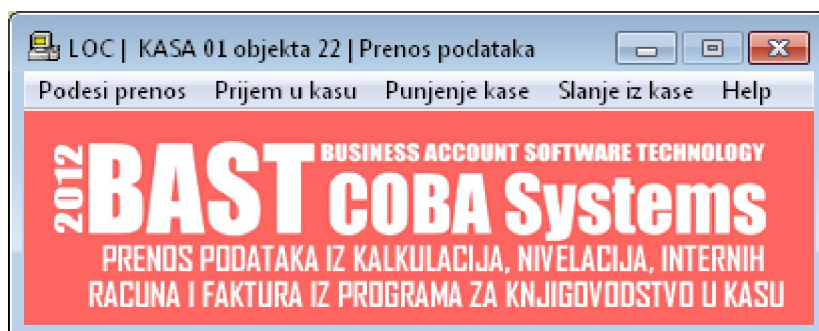 LOC | KASA 01 objekta 22 | Prenos podataka
Podesi prenos Prijem u kasu Punjenje kase Slanje iz kase Help
2012
BAST
BUSINESS ACCOUNT SOFTWARE TECHNOLOGY
COBA Systems
PRENOS PODATAKA IZ KALKULACIJA, NIVELACIJA, INTERNIH
RACUNA I FAKTURA IZ PROGRAMA ZA KNJIGOVODSTVO U KASU